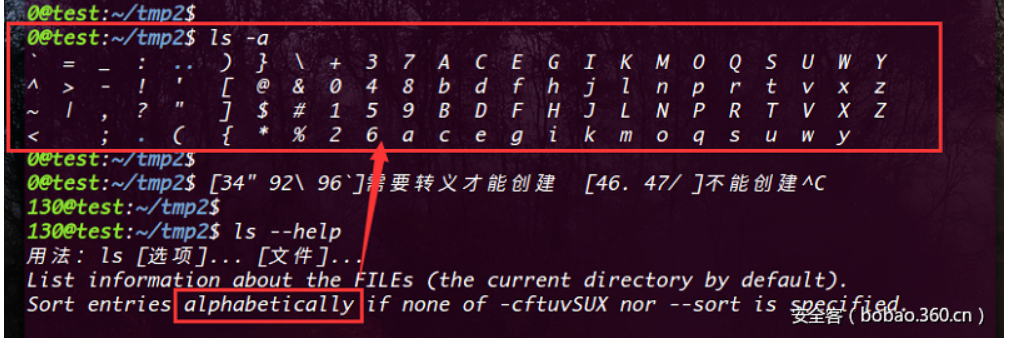 0@test:~/tmp2$
0@test:~/tmp2$ ls -a
` = _ : .. ) } \ + 3 7 A C E G I K M O Q S U W Y
^ > - ! ' [ @ & 0 4 8 b d f h j l n p r t v x z
~ | , ? " ] $ # 1 5 9 B D F H J L N P R T V X Z
< ; . ( { * % 2 6 a c e g i k m o q s u w y
0@test:~/tmp2$
0@test:~/tmp2$ [34" 92\ 96`]需要转义才能创建 [46. 47/ ]不能创建^C
130@test:~/tmp2$
130@test:~/tmp2$ ls --help
用法：ls [选项]... [文件]...
List information about the FILEs (the current directory by default).
Sort entries alphabetically if none of -cftuvSUX nor --sort is specified.
安全客（bobao.360.cn）